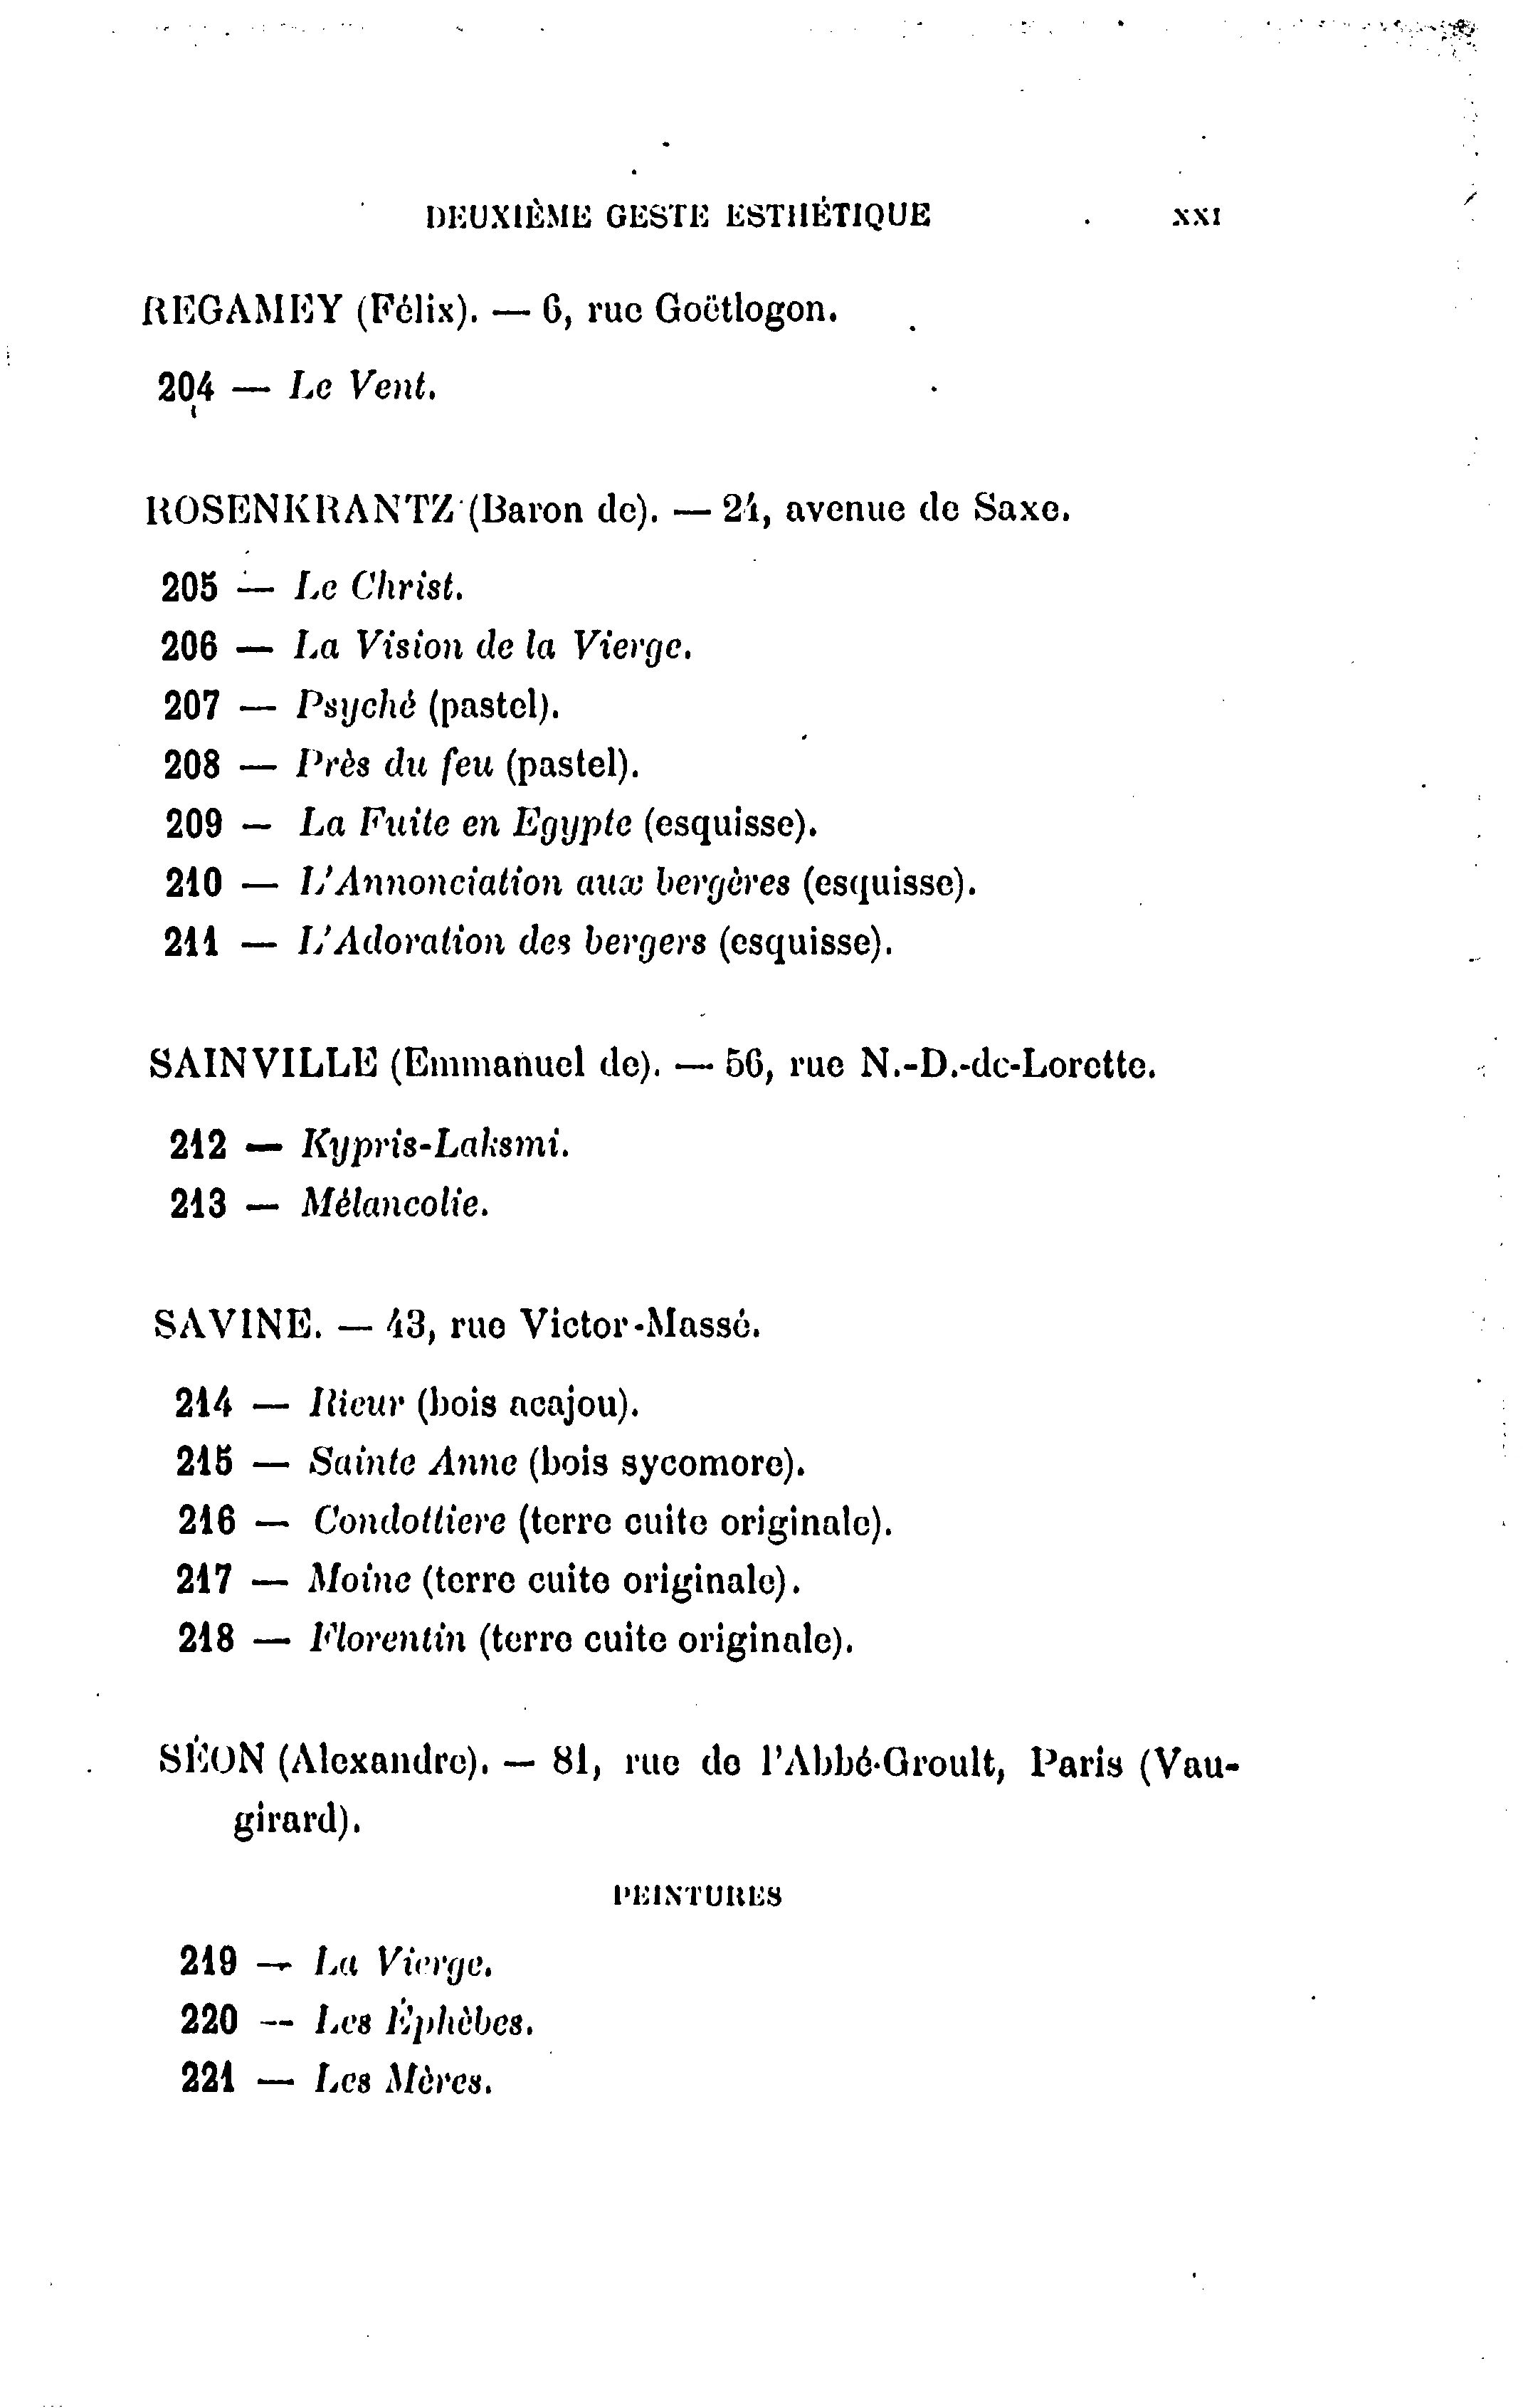 DEUXIÈME GESTE ESTHÉTIQUE XXI
REGAMEY (Félix). — 6, rue Goëtlogon.
204 — Le Vent.
ROSENKRANTZ (Baron de). — 24, avenue de Saxe.
205 — Le Christ.
206 — La Vision de la Vierge.
207 — Psyché (pastel).
208 — Près du feu (pastel).
209 — La Fuite en Egypte (esquisse).
210 — L'Annonciation aux bergères (esquisse).
211 — L'Adoration des bergers (esquisse).
SAINVILLE (Emmanuel de). — 56, rue N.-D.-de-Lorette.
212 — Kypris-Laksmi.
213 — Mélancolie.
SAVINE. — 43, rue Victor-Massé.
214 — Rieur (bois acajou).
215 — Sainte Anne (bois sycomore).
216 — Condottiere (terre cuite originale).
217 — Moine (terre cuite originale).
218 — Florentin (terre cuite originale).
SÉON (Alexandre). — 81, rue de l'Abbé-Groult, Paris (Vau-
girard).
PEINTURES
219 — La Vierge.
220 — Les Éphèbes.
221 — Les Mères.